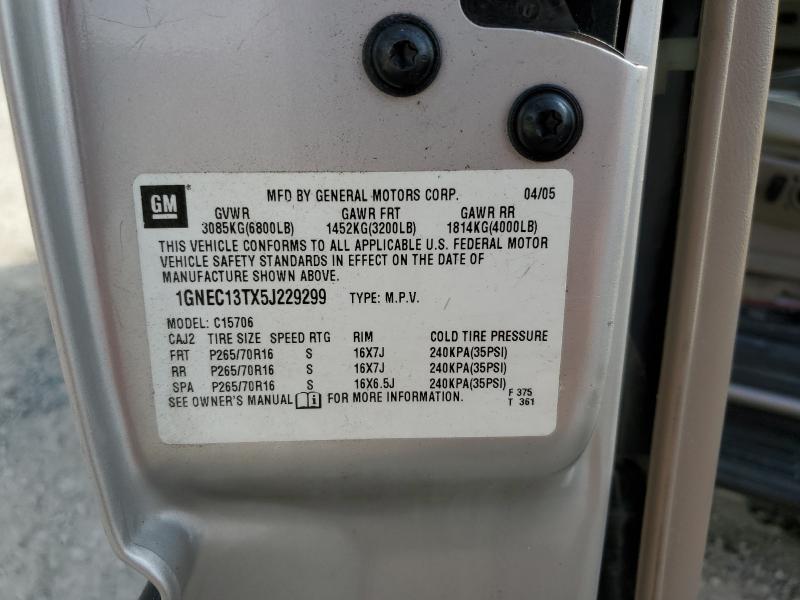 GM MFD BY GENERAL MOTORS CORP. 04/05
GVWR GAWR FRT GAWR RR
3085KG(6800LB) 1452KG(3200LB) 1814KG(4000LB)
THIS VEHICLE CONFORMS TO ALL APPLICABLE U.S. FEDERAL MOTOR
VEHICLE SAFETY STANDARDS IN EFFECT ON THE DATE OF
MANUFACTURE SHOWN ABOVE.
1GNEC13TX5J229299 TYPE: M.P.V.
MODEL: C15706
CAJ2 TIRE SIZE SPEED RTG RIM COLD TIRE PRESSURE
FRT P265/70R16 S 16X7J 240KPA(35PSI)
RR P265/70R16 S 16X7J 240KPA(35PSI)
SPA P265/70R16 S 16X6.5J 240KPA(35PSI)
SEE OWNER'S MANUAL i FOR MORE INFORMATION. F 375
T 361